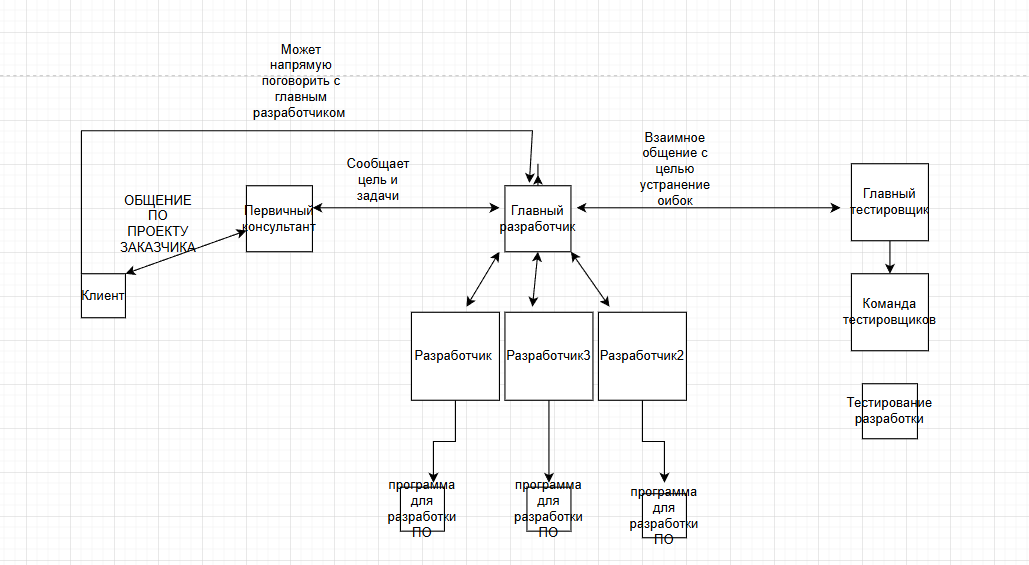 Может
напрямую
поговорить с
главным
разработчиком
Сообщает
цель и
задачи
Взаимное
общение с
целью
устранение
оибок
ОБЩЕНИЕ
ПО
ПРОЕКТУ
ЗАКАЗЧИКА
Первичный
консультант
Главный
разработчик
Главный
тестировщик
Клиент
Команда
тестировщиков
Разработчик
Разработчик3
Разработчик2
Тестирование
разработки
программа
для
разработки
ПО
программа
для
разработки
ПО
программа
для
разработки
ПО